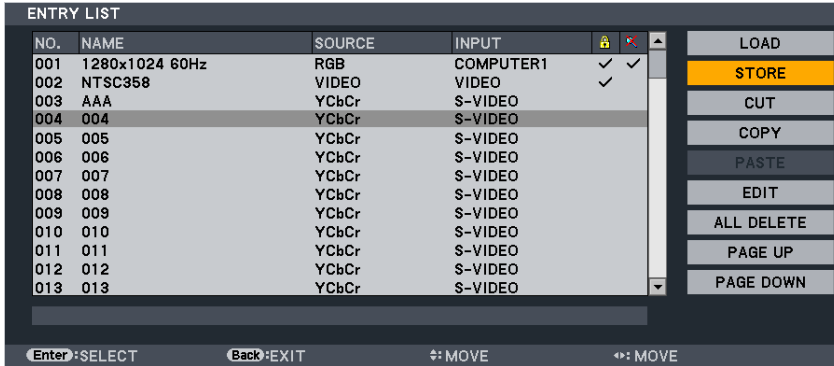 ENTRY LIST
NO. NAME SOURCE INPUT
001 1280x1024 60Hz RGB COMPUTER1
002 NTSC358 VIDEO VIDEO
003 AAA YCbCr S-VIDEO
004 004 YCbCr S-VIDEO
005 005 YCbCr S-VIDEO
006 006 YCbCr S-VIDEO
007 007 YCbCr S-VIDEO
008 008 YCbCr S-VIDEO
009 009 YCbCr S-VIDEO
010 010 YCbCr S-VIDEO
011 011 YCbCr S-VIDEO
012 012 YCbCr S-VIDEO
013 013 YCbCr S-VIDEO
LOAD
STORE
CUT
COPY
PASTE
EDIT
ALL DELETE
PAGE UP
PAGE DOWN
Enter:SELECT Back:EXIT :MOVE :MOVE